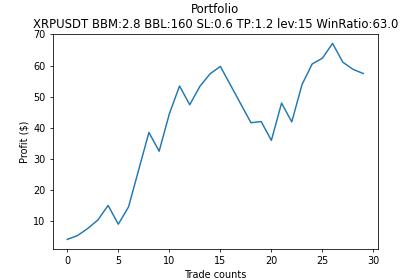 Portfolio
XRPUSDT BBM:2.8 BBL:160 SL:0.6 TP:1.2 lev:15 WinRatio:63.0
70
60
50
40
30
20
10
Profit ($)
0 5 10 15 20 25 30
Trade counts